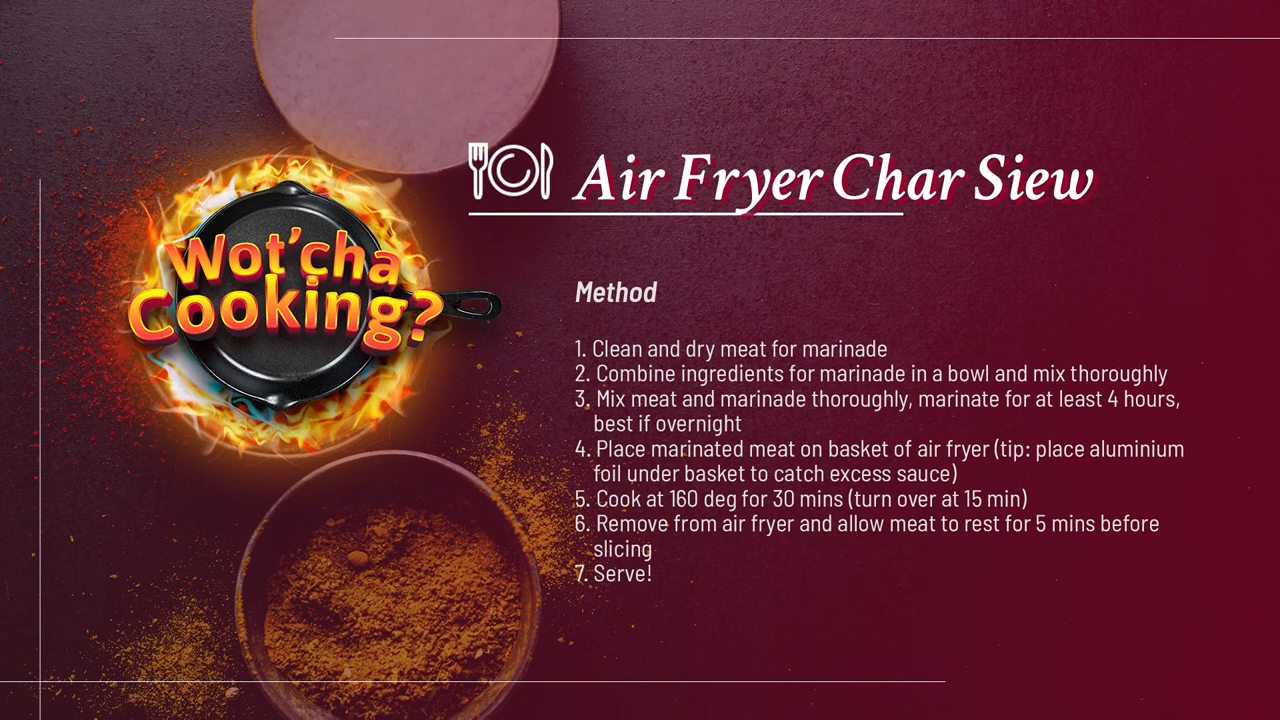 Wot'cha
Cooking?
Air Fryer Char Siew
Method
1. Clean and dry meat for marinade
2. Combine ingredients for marinade in a bowl and mix thoroughly
3. Mix meat and marinade thoroughly, marinate for at least 4 hours,
best if overnight
4. Place marinated meat on basket of air fryer (tip: place aluminium
foil under basket to catch excess sauce)
5. Cook at 160 deg for 30 mins (turn over at 15 min)
6. Remove from air fryer and allow meat to rest for 5 mins before
slicing
7. Serve!